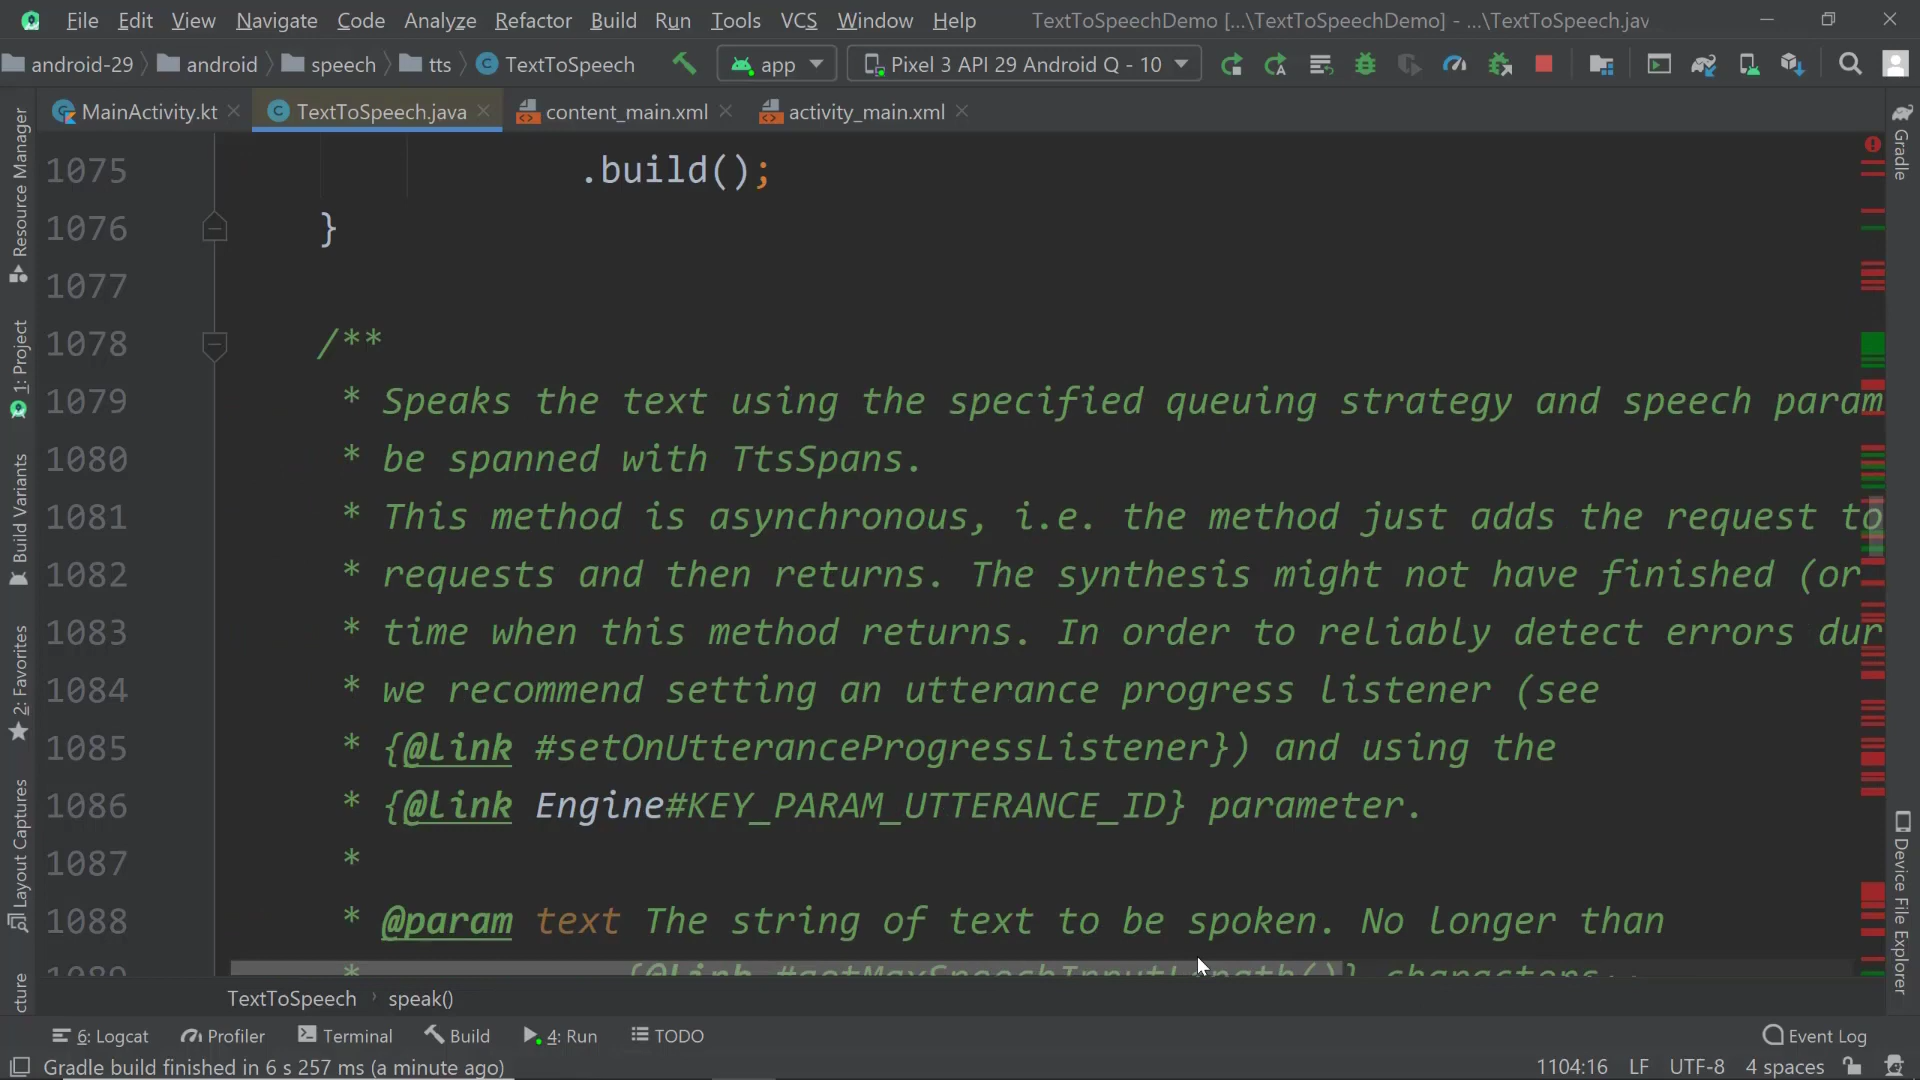 File Edit View Navigate Code Analyze Refactor Build Run Tools VCS Window Help TextToSpeechDemo [...\TextToSpeechDemo] - ...\TextToSpeech.jav
android-29 android speech tts TextToSpeech app Pixel 3 API 29 Android Q - 10
MainActivity.kt TextToSpeech.java content_main.xml activity_main.xml
Resource Manager
1: Project
Build Variants
2: Favorites
Layout Captures
cture
1075 .build();
1076 }
1077
1078 /**
1079 * Speaks the text using the specified queuing strategy and speech param
1080 * be spanned with TtsSpans.
1081 * This method is asynchronous, i.e. the method just adds the request to
1082 * requests and then returns. The synthesis might not have finished (or
1083 * time when this method returns. In order to reliably detect errors dur
1084 * we recommend setting an utterance progress listener (see
1085 * {@link #setOnUtteranceProgressListener}) and using the
1086 * {@link Engine#KEY_PARAM_UTTERANCE_ID} parameter.
1087 *
1088 * @param text The string of text to be spoken. No longer than
1089 * {@link #getMaxSpeechInputLength()} characters.
Gradle
Device File Explorer
TextToSpeech speak()
6: Logcat Profiler Terminal Build 4: Run TODO Event Log
Gradle build finished in 6 s 257 ms (a minute ago) 1104:16 LF UTF-8 4 spaces